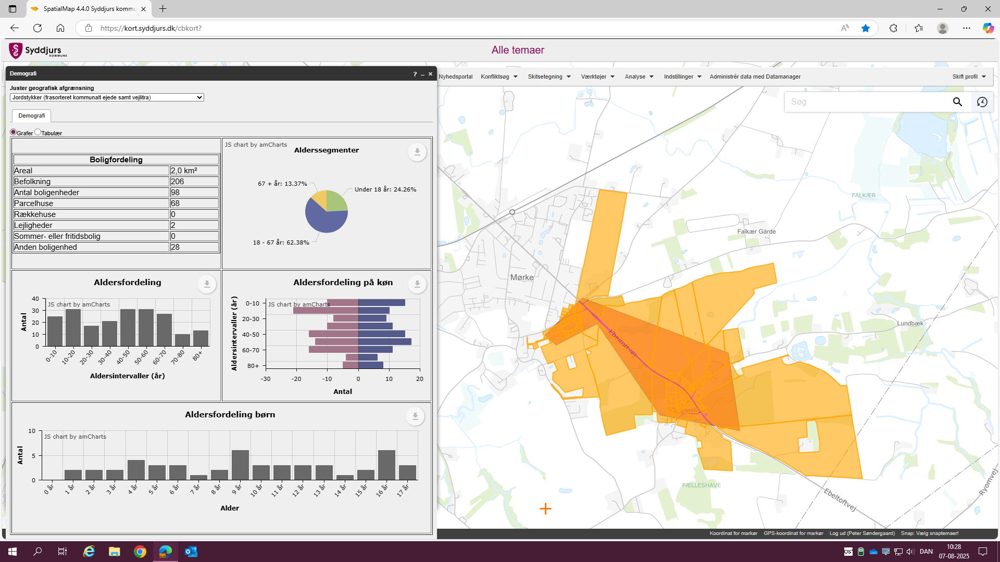 SpatialMap 4.4.0 Syddjurs kommu
https://kort.syddjurs.dk/cbkort?
Syddjurs
KOMMUNE
Alle temaer
Demografi
?
Nyhedsportal
Konfliktsøg
Skitsetegning
Værktøjer
Analyse
Indstillinger
Administrér data med Datamanager
Skift profil
Juster geografisk afgrænsning
Jordstykker (frasorteret kommunalt ejede samt vejlitra)
Søg
Demografi
Grafer Tabulær
Boligfordeling
Areal 2,0 km²
Befolkning 206
Antal boligenheder 98
Parcelhuse 68
Rækkehuse 0
Lejligheder 2
Sommer- eller fritidsbolig 0
Anden boligenhed 28
JS chart by amCharts
Alderssegmenter
67 + år: 13.37%
Under 18 år: 24.26%
18 - 67 år: 62.38%
Aldersfordeling
JS chart by amCharts
Antal
40
30
20
10
0
0-10 10-20 20-30 30-40 40-50 50-60 60-70 70-80 80+
Aldersintervaller (år)
Aldersfordeling på køn
JS chart by amCharts
Aldersintervaller (år)
0-10
20-30
40-50
60-70
80+
-30 -20 -10 0 10 20
Antal
Aldersfordeling børn
JS chart by amCharts
Antal
10
5
0
0 år 1 år 2 år 3 år 4 år 5 år 6 år 7 år 8 år 9 år 10 år 11 år 12 år 13 år 14 år 15 år 16 år 17 år
Alder
FALKÆR
Falkær Gårde
Mørke
Lundbæk
Ebeltoftvej
FÆLLESHAVE
Ebeltoftvej
Ryomvej
Koordinat for markør
GPS-koordinat for markør
Log ud (Peter Søndergaard)
Snap: Vælg snaptemaer!
DAN
10:28
07-08-2025